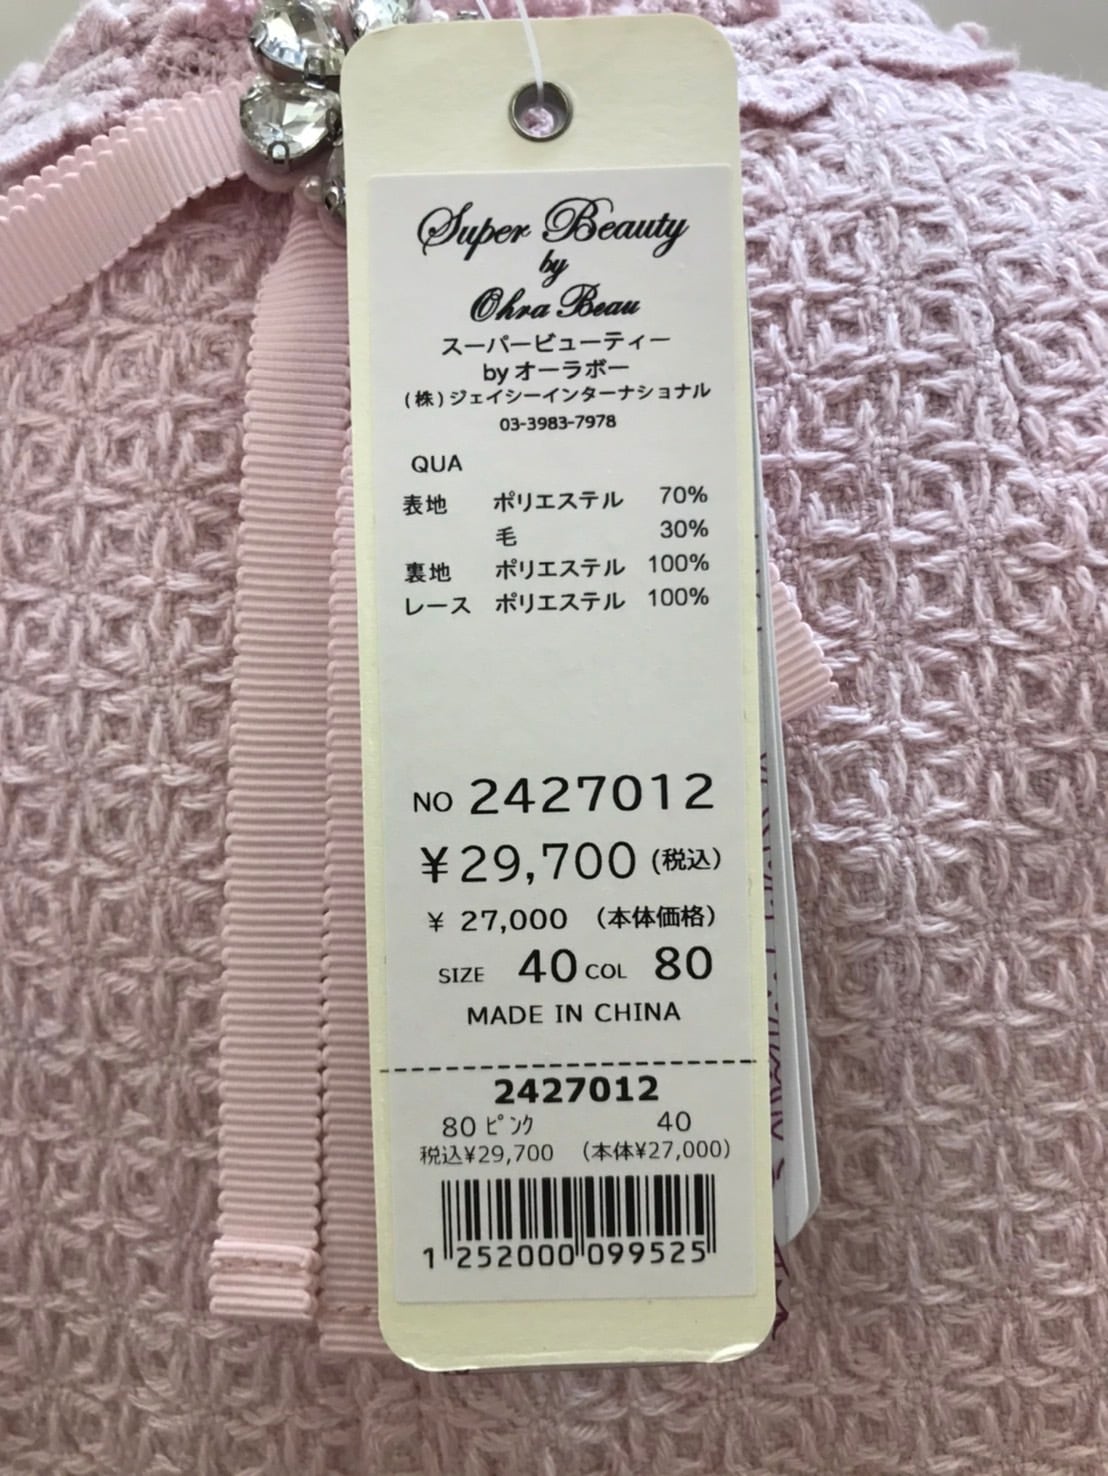 Super Beauty
by
Ohra Beau
スーパービューティー
by オーラボー
(株)ジェイシーインターナショナル
03-3983-7978
QUA
表地 ポリエステル 70%
毛 30%
裏地 ポリエステル 100%
レース ポリエステル 100%
NO 2427012
¥29,700 (税込)
¥ 27,000 (本体価格)
SIZE 40 COL 80
MADE IN CHINA
2427012
80 ﾋﾟﾝｸ 40
税込¥29,700 (本体¥27,000)
1 252000 099525